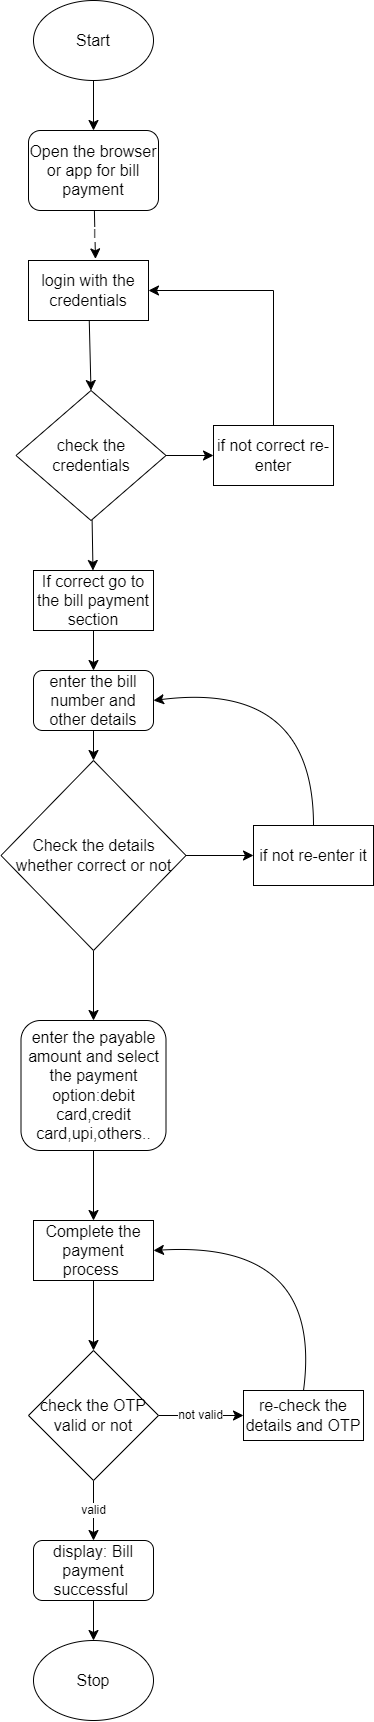 Start
Open the browser
or app for bill
payment
login with the
credentials
check the
credentials
if not correct re-
enter
If correct go to
the bill payment
section
enter the bill
number and
other details
Check the details
whether correct or not
if not re-enter it
enter the payable
amount and select
the payment
option:debit
card,credit
card,upi,others..
Complete the
payment
process
check the OTP
valid or not
not valid
re-check the
details and OTP
valid
display: Bill
payment
successful
Stop